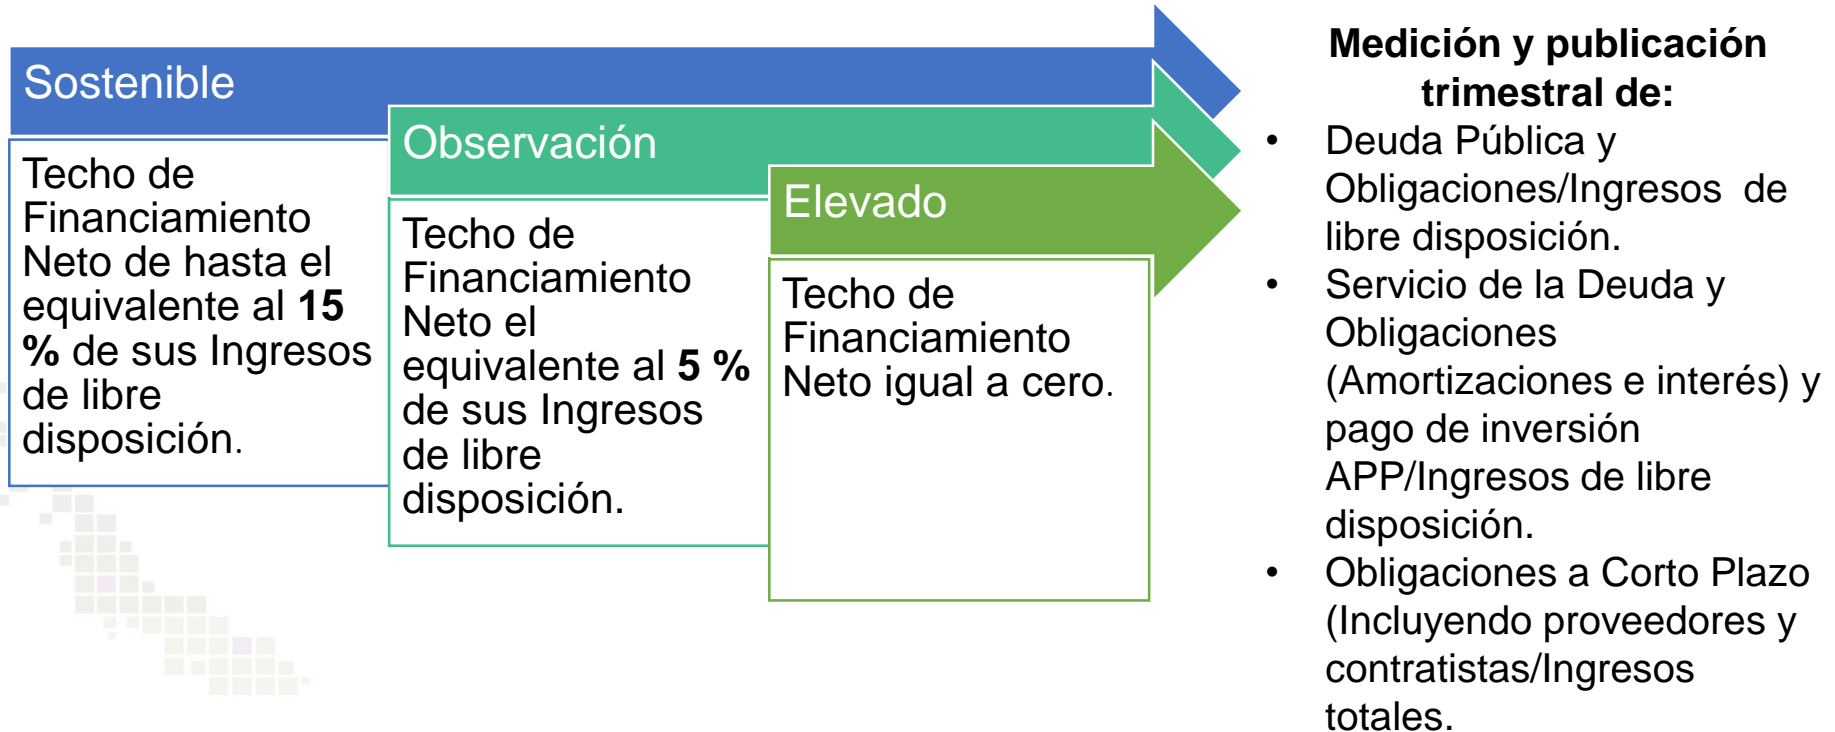 Sostenible
Techo de
Financiamiento
Neto de hasta el
equivalente al 15
% de sus Ingresos
de libre
disposición.
Observación
Techo de
Financiamiento
Neto el
equivalente al 5 %
de sus Ingresos
de libre
disposición.
Elevado
Techo de
Financiamiento
Neto igual a cero.
Medición y publicación
trimestral de:
• Deuda Pública y
Obligaciones/Ingresos de
libre disposición.
• Servicio de la Deuda y
Obligaciones
(Amortizaciones e interés) y
pago de inversión
APP/Ingresos de libre
disposición.
• Obligaciones a Corto Plazo
(Incluyendo proveedores y
contratistas/Ingresos
totales.